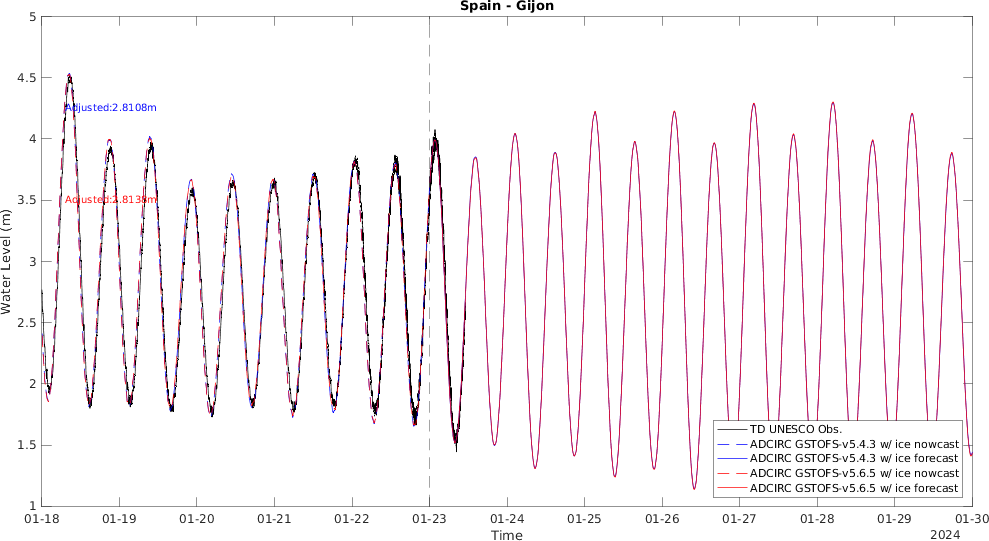 Spain - Gijon
Water Level (m)
5
4.5
4
3.5
3
2.5
2
1.5
1
Adjusted:2.8108m
Adjusted:2.8138m
TD UNESCO Obs.
ADCIRC GSTOFS-v5.4.3 w/ ice nowcast
ADCIRC GSTOFS-v5.4.3 w/ ice forecast
ADCIRC GSTOFS-v5.6.5 w/ ice nowcast
ADCIRC GSTOFS-v5.6.5 w/ ice forecast
01-18 01-19 01-20 01-21 01-22 01-23 01-24 01-25 01-26 01-27 01-28 01-29 01-30
Time
2024